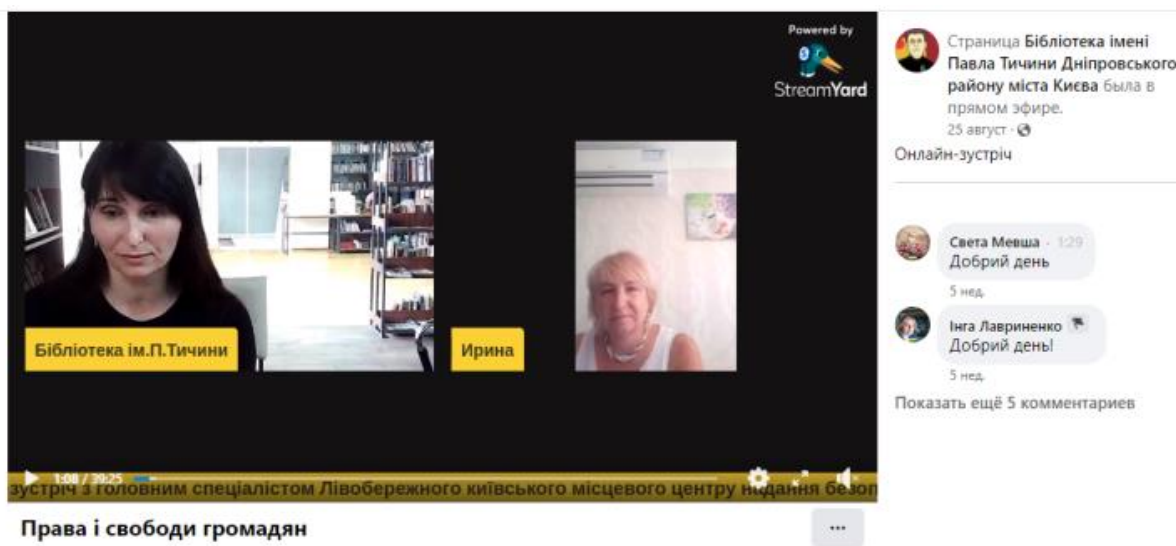 Powered by
StreamYard
Бібліотека ім.П.Тичини
Ирина
1:08 / 39:25
зустріч з головним спеціалістом Лівобережного київського місцевого центру надання безоп
Права і свободи громадян
...
Страница Бібліотека імені
Павла Тичини Дніпровського
району міста Києва была в
прямом эфире.
25 август ·
Онлайн-зустріч
Света Мевша · 1:29
Добрий день
5 нед.
Інга Лавриненко
Добрий день!
5 нед.
Показать ещё 5 комментариев